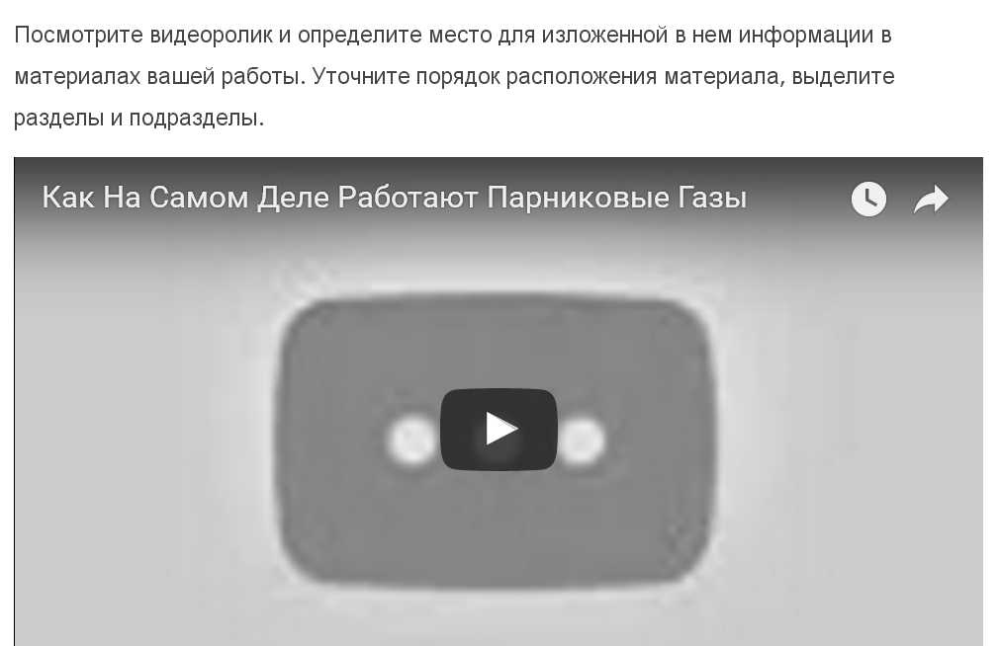 Посмотрите видеоролик и определите место для изложенной в нем информации в
материалах вашей работы. Уточните порядок расположения материала, выделите
разделы и подразделы.
Как На Самом Деле Работают Парниковые Газы